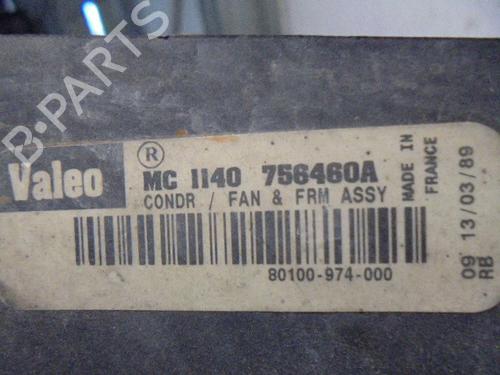 B-PARTS
Valeo ®
MC 1140 756460A
CONDR / FAN & FRM ASSY
80100-974-000
MADE IN
FRANCE
09 13/03/89
RB